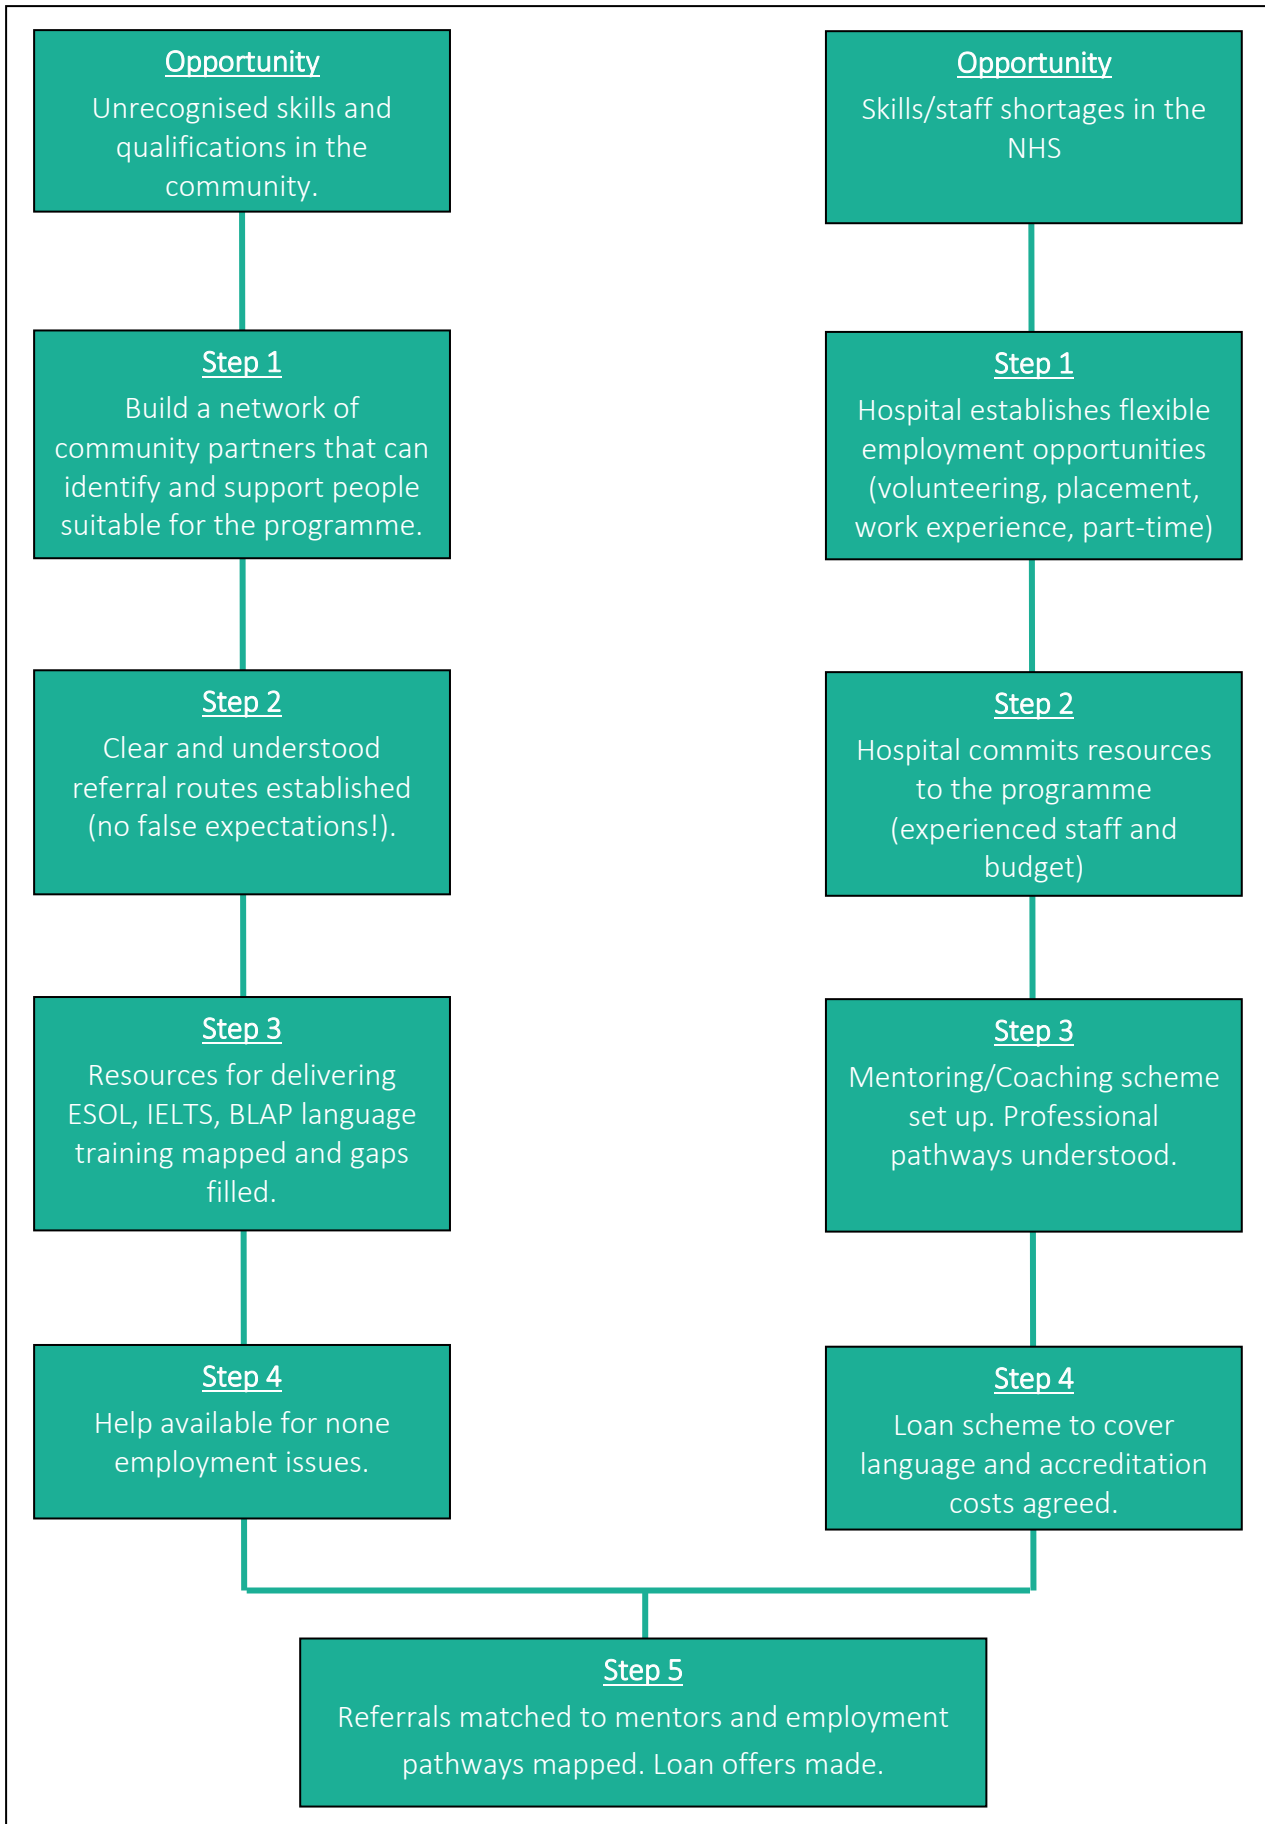 Opportunity
Unrecognised skills and
qualifications in the
community.
Step 1
Build a network of
community partners that can
identify and support people
suitable for the programme.
Step 2
Clear and understood
referral routes established
(no false expectations!).
Step 3
Resources for delivering
ESOL, IELTS, BLAP language
training mapped and gaps
filled.
Step 4
Help available for none
employment issues.
Opportunity
Skills/staff shortages in the
NHS
Step 1
Hospital establishes flexible
employment opportunities
(volunteering, placement,
work experience, part-time)
Step 2
Hospital commits resources
to the programme
(experienced staff and
budget)
Step 3
Mentoring/Coaching scheme
set up. Professional
pathways understood.
Step 4
Loan scheme to cover
language and accreditation
costs agreed.
Step 5
Referrals matched to mentors and employment
pathways mapped. Loan offers made.